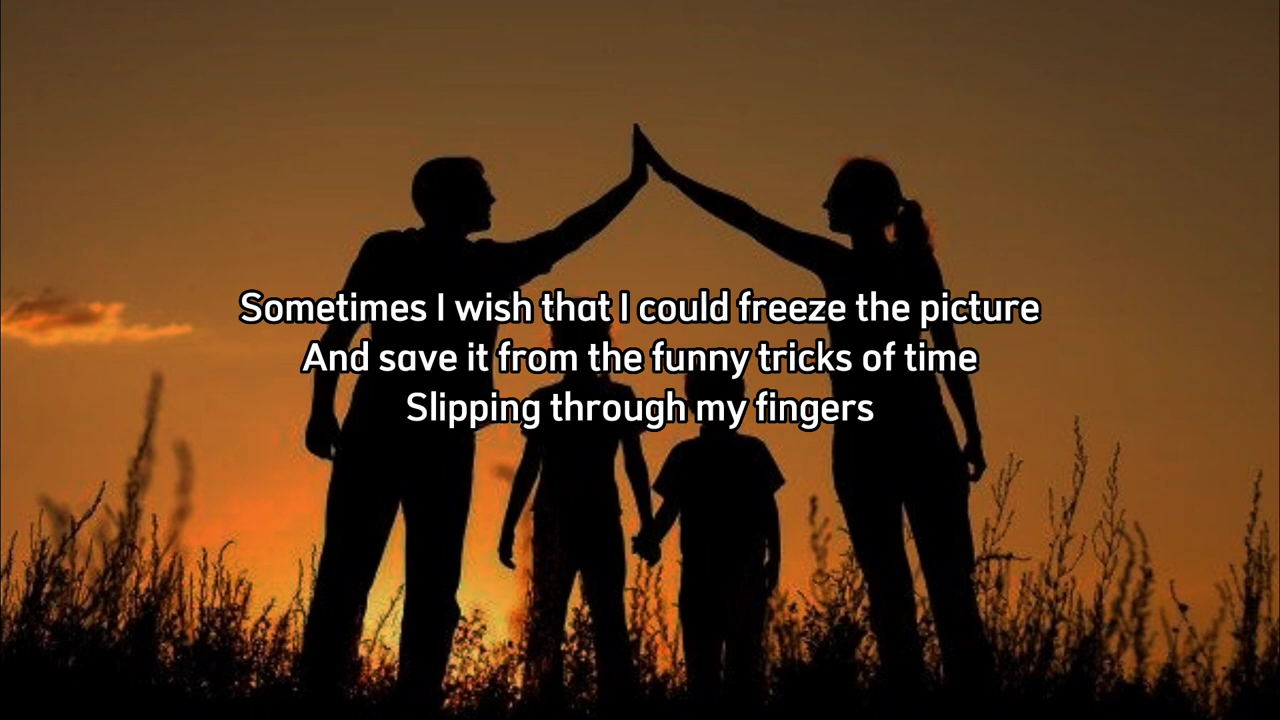 Sometimes I wish that I could freeze the picture
And save it from the funny tricks of time
Slipping through my fingers